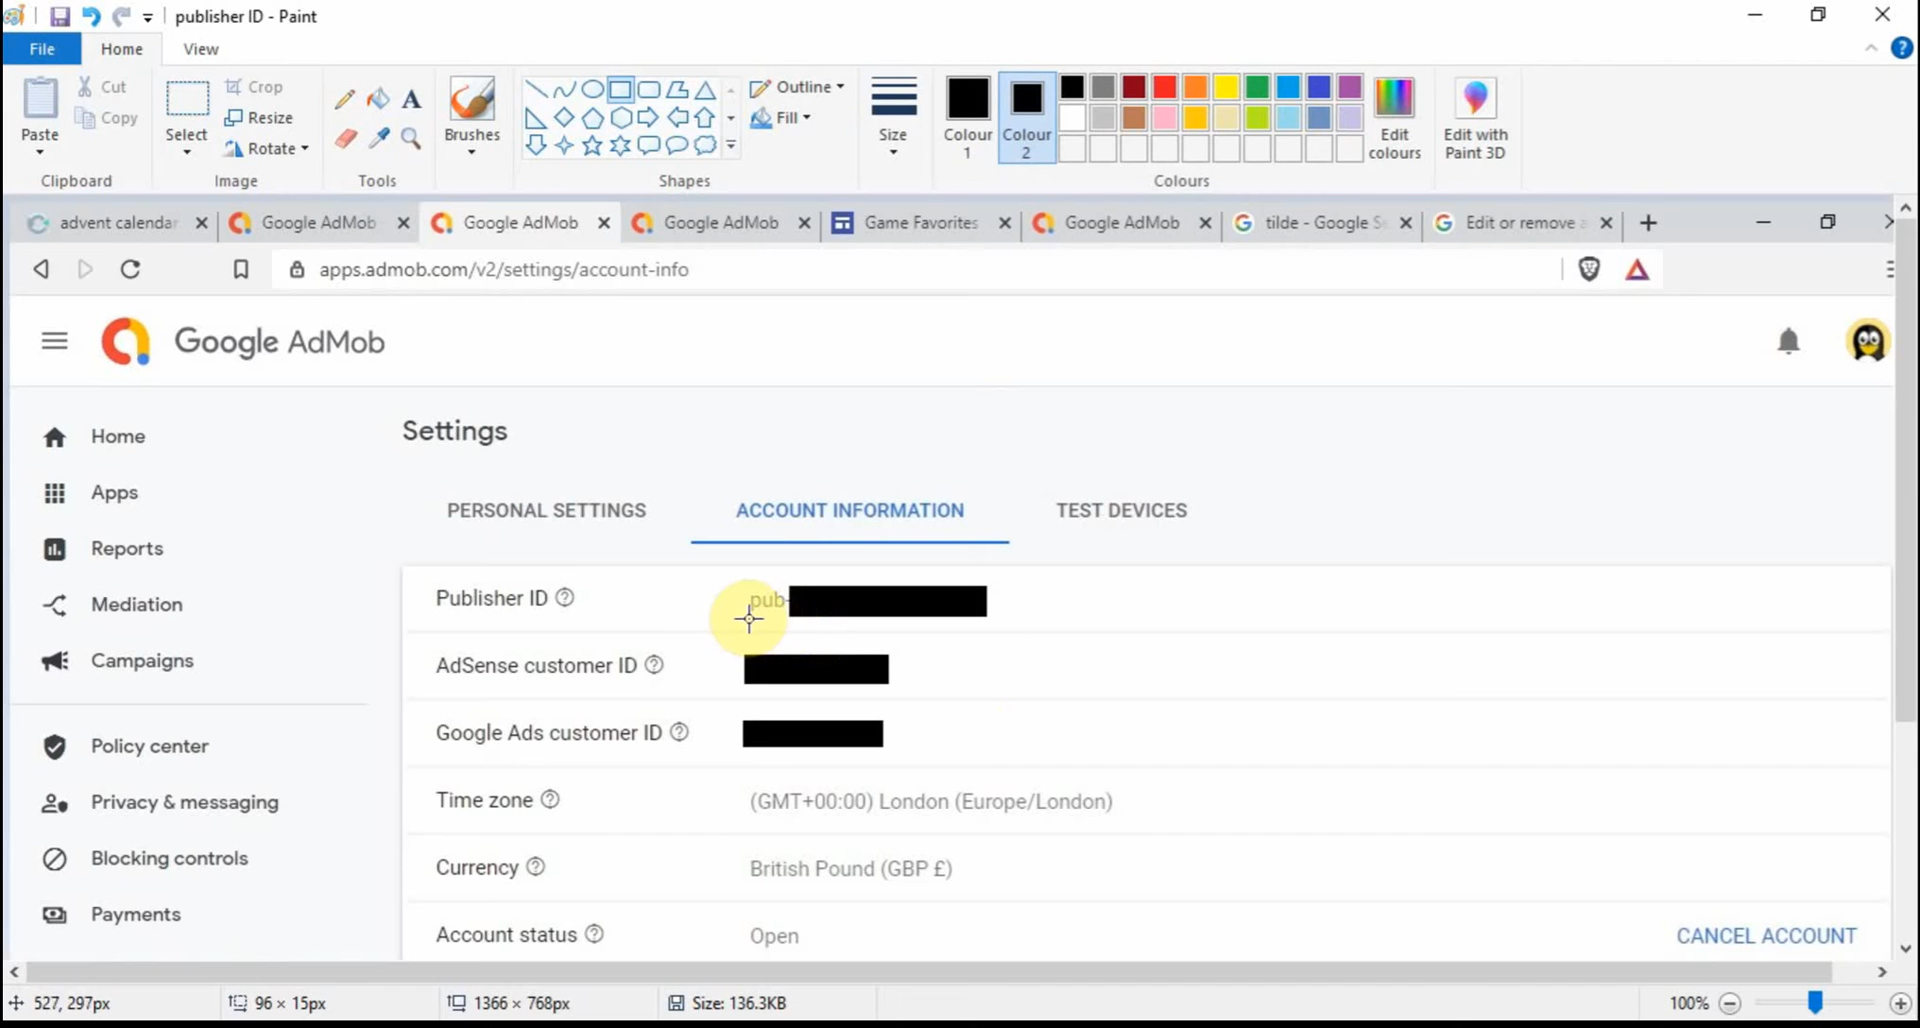 publisher ID - Paint
File Home View
Paste
Cut
Copy
Clipboard
Select
Crop
Resize
Rotate
Image
A
Tools
Brushes
Shapes
Outline
Fill
Size
Colour 1
Colour 2
Edit colours
Colours
Edit with Paint 3D
advent calendar
Google AdMob
Google AdMob
Google AdMob
Game Favorites
Google AdMob
tilde - Google Se
Edit or remove a
apps.admob.com/v2/settings/account-info
Google AdMob
Home
Apps
Reports
Mediation
Campaigns
Policy center
Privacy & messaging
Blocking controls
Payments
Settings
PERSONAL SETTINGS ACCOUNT INFORMATION TEST DEVICES
Publisher ID pub-
AdSense customer ID
Google Ads customer ID
Time zone (GMT+00:00) London (Europe/London)
Currency British Pound (GBP £)
Account status Open CANCEL ACCOUNT
527, 297px 96 × 15px 1366 × 768px Size: 136.3KB 100%